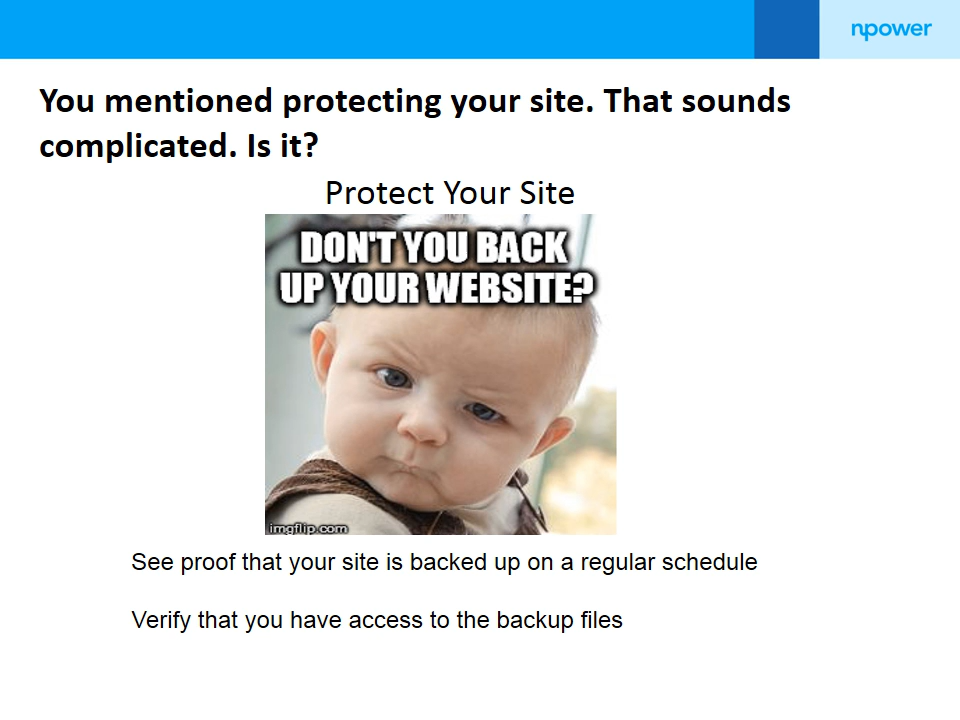 npower
You mentioned protecting your site. That sounds
complicated. Is it?
Protect Your Site
DON'T YOU BACK
UP YOUR WEBSITE?
imgflip.com
See proof that your site is backed up on a regular schedule
Verify that you have access to the backup files